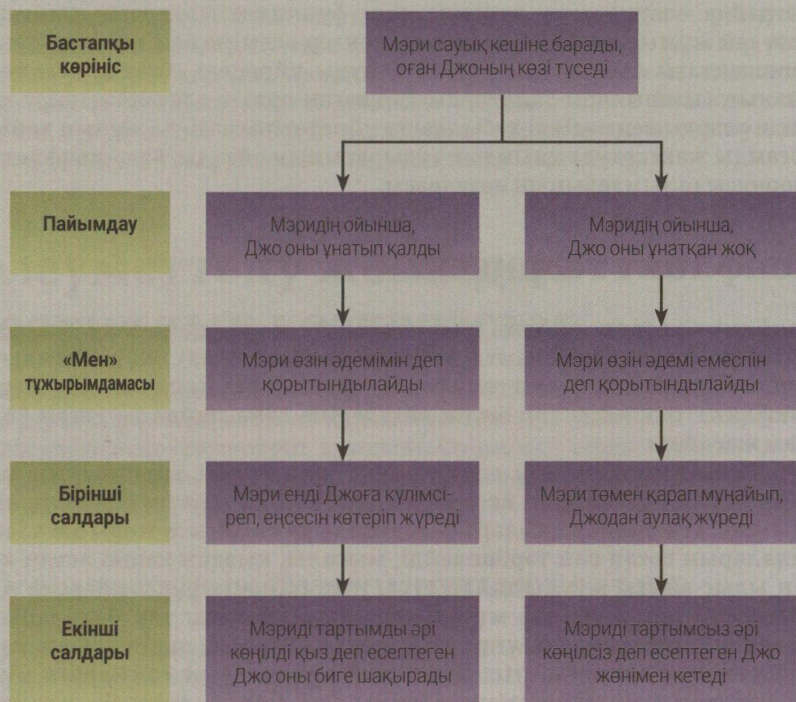 Бастапқы
көрініс
Мэри сауық кешіне барады,
оған Джоның көзі түседі
Пайымдау
Мэридің ойынша,
Джо оны ұнатып қалды
Мэридің ойынша,
Джо оны ұнатқан жоқ
«Мен»
тұжырымдамасы
Мэри өзін әдемімін деп
қорытындылайды
Мэри өзін әдемі емеспін
деп қорытындылайды
Бірінші
салдары
Мэри енді Джоға күлімсі-
реп, еңсесін көтеріп жүреді
Мэри төмен қарап мұңайып,
Джодан аулақ жүреді
Екінші
салдары
Мэриді тартымды әрі
көңілді қыз деп есептеген
Джо оны биге шақырады
Мэриді тартымсыз әрі
көңілсіз деп есептеген Джо
жөнімен кетеді